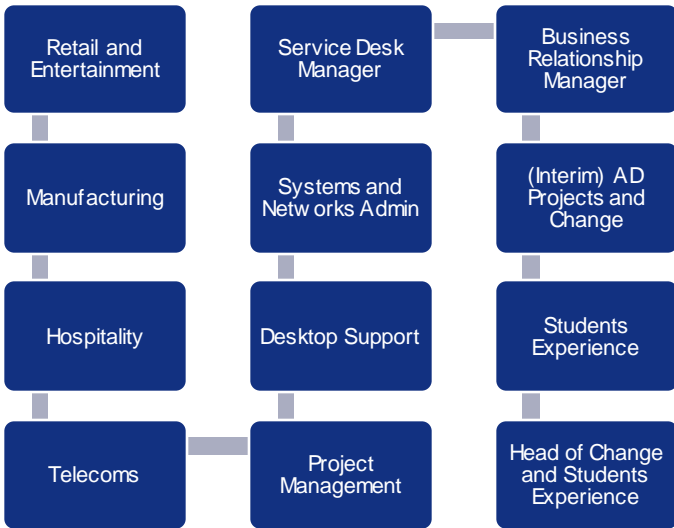 Retail and
Entertainment
Manufacturing
Hospitality
Telecoms
Project
Management
Desktop Support
Systems and
Networks Admin
Service Desk
Manager
Business
Relationship
Manager
(Interim) AD
Projects and
Change
Students
Experience
Head of Change
and Students
Experience